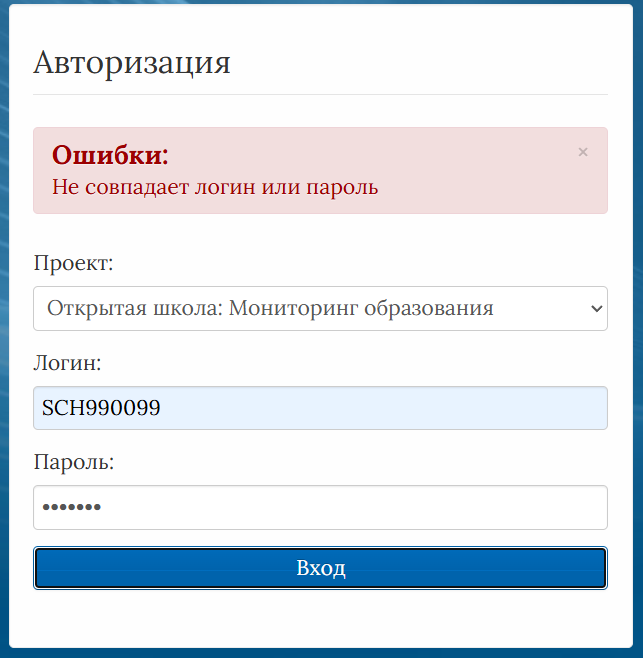 Авторизация
Ошибки:
×
Не совпадает логин или пароль
Проект:
Открытая школа: Мониторинг образования
Логин:
SCH990099
Пароль:
•••••••
Вход